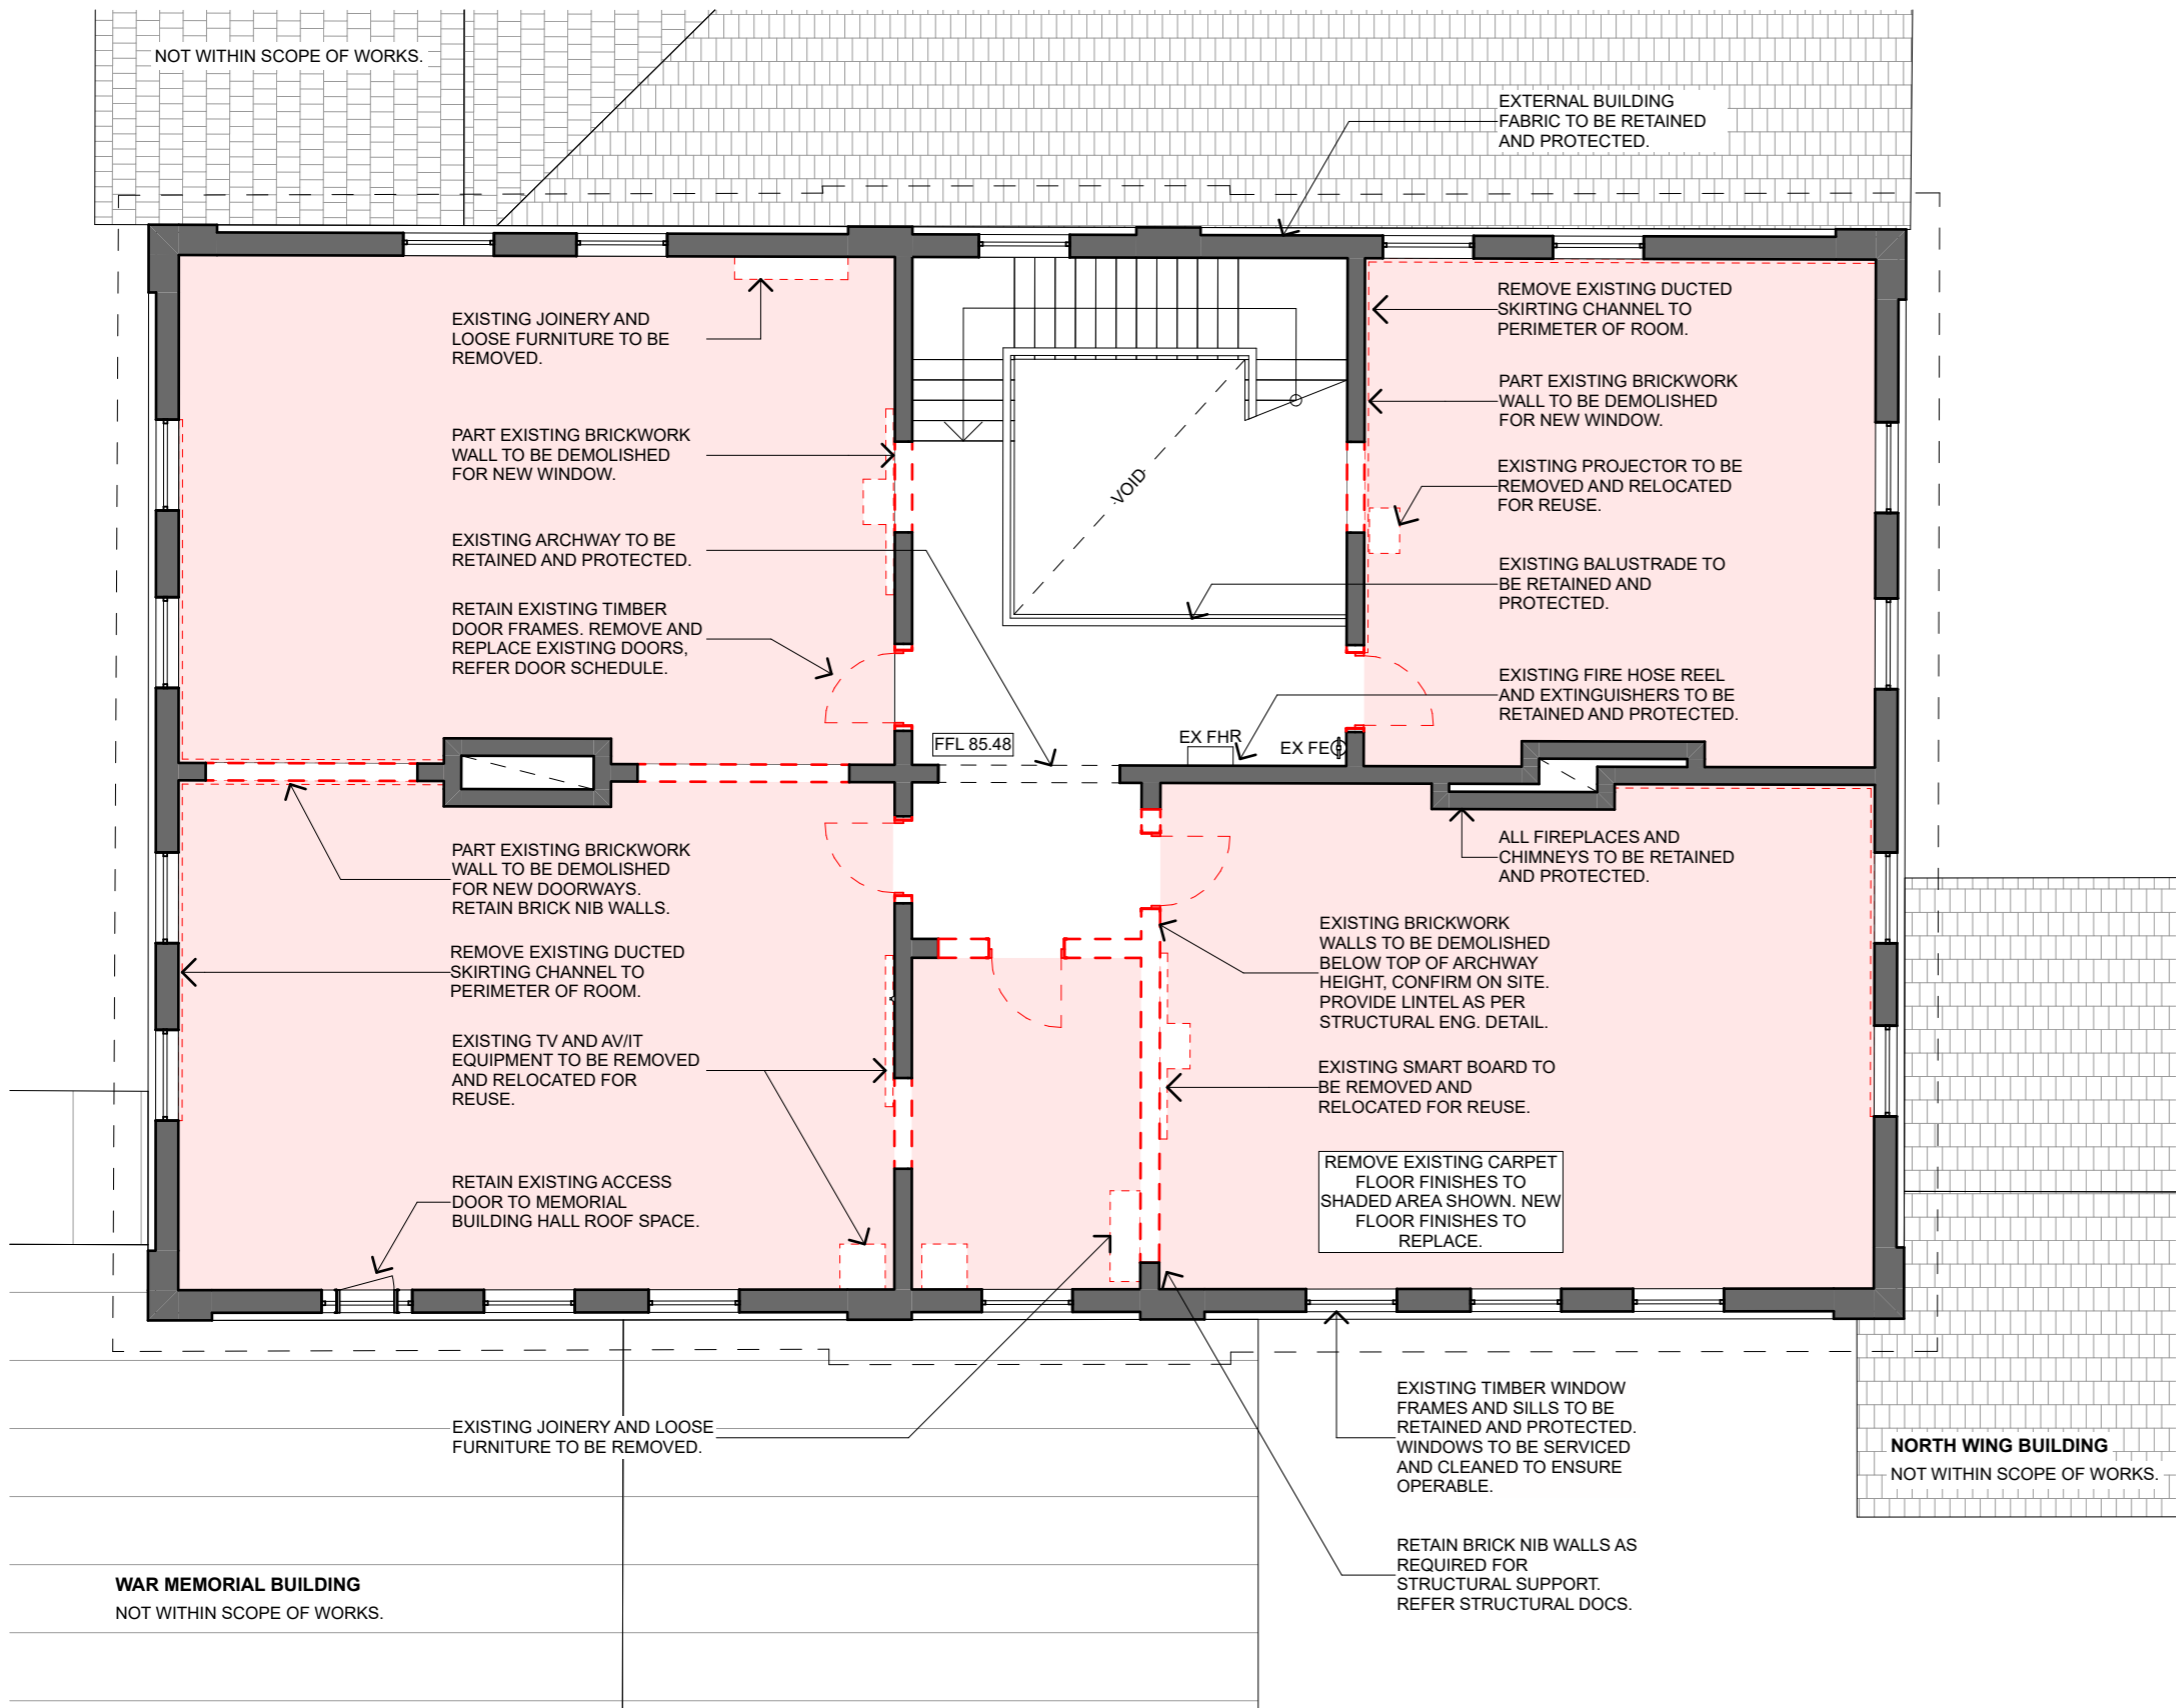 NOT WITHIN SCOPE OF WORKS.
EXTERNAL BUILDING
FABRIC TO BE RETAINED
AND PROTECTED.
EXISTING JOINERY AND
LOOSE FURNITURE TO BE
REMOVED.
REMOVE EXISTING DUCTED
SKIRTING CHANNEL TO
PERIMETER OF ROOM.
PART EXISTING BRICKWORK
WALL TO BE DEMOLISHED
FOR NEW WINDOW.
PART EXISTING BRICKWORK
WALL TO BE DEMOLISHED
FOR NEW WINDOW.
VOID
EXISTING PROJECTOR TO BE
REMOVED AND RELOCATED
FOR REUSE.
EXISTING ARCHWAY TO BE
RETAINED AND PROTECTED.
EXISTING BALUSTRADE TO
BE RETAINED AND
PROTECTED.
RETAIN EXISTING TIMBER
DOOR FRAMES. REMOVE AND
REPLACE EXISTING DOORS,
REFER DOOR SCHEDULE.
EXISTING FIRE HOSE REEL
AND EXTINGUISHERS TO BE
RETAINED AND PROTECTED.
FFL 85.48
EX FHR
EX FE
PART EXISTING BRICKWORK
WALL TO BE DEMOLISHED
FOR NEW DOORWAYS.
RETAIN BRICK NIB WALLS.
ALL FIREPLACES AND
CHIMNEYS TO BE RETAINED
AND PROTECTED.
REMOVE EXISTING DUCTED
SKIRTING CHANNEL TO
PERIMETER OF ROOM.
EXISTING BRICKWORK
WALLS TO BE DEMOLISHED
BELOW TOP OF ARCHWAY
HEIGHT, CONFIRM ON SITE.
PROVIDE LINTEL AS PER
STRUCTURAL ENG. DETAIL.
EXISTING TV AND AV/IT
EQUIPMENT TO BE REMOVED
AND RELOCATED FOR
REUSE.
EXISTING SMART BOARD TO
BE REMOVED AND
RELOCATED FOR REUSE.
REMOVE EXISTING CARPET
FLOOR FINISHES TO
SHADED AREA SHOWN. NEW
FLOOR FINISHES TO
REPLACE.
RETAIN EXISTING ACCESS
DOOR TO MEMORIAL
BUILDING HALL ROOF SPACE.
EXISTING JOINERY AND LOOSE
FURNITURE TO BE REMOVED.
EXISTING TIMBER WINDOW
FRAMES AND SILLS TO BE
RETAINED AND PROTECTED.
WINDOWS TO BE SERVICED
AND CLEANED TO ENSURE
OPERABLE.
NORTH WING BUILDING
NOT WITHIN SCOPE OF WORKS.
RETAIN BRICK NIB WALLS AS
REQUIRED FOR
STRUCTURAL SUPPORT.
REFER STRUCTURAL DOCS.
WAR MEMORIAL BUILDING
NOT WITHIN SCOPE OF WORKS.